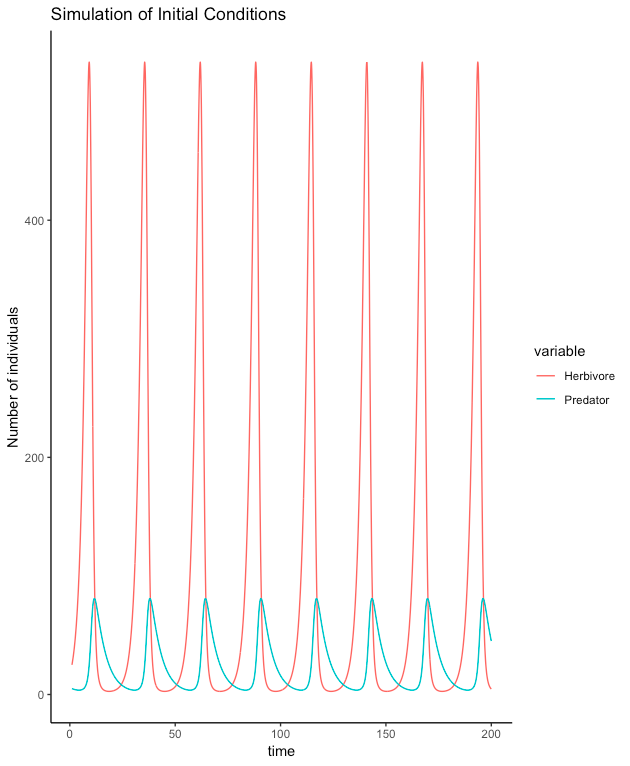 Simulation of Initial Conditions
Number of individuals
400
200
0
0
50
100
150
200
time
variable
Herbivore
Predator